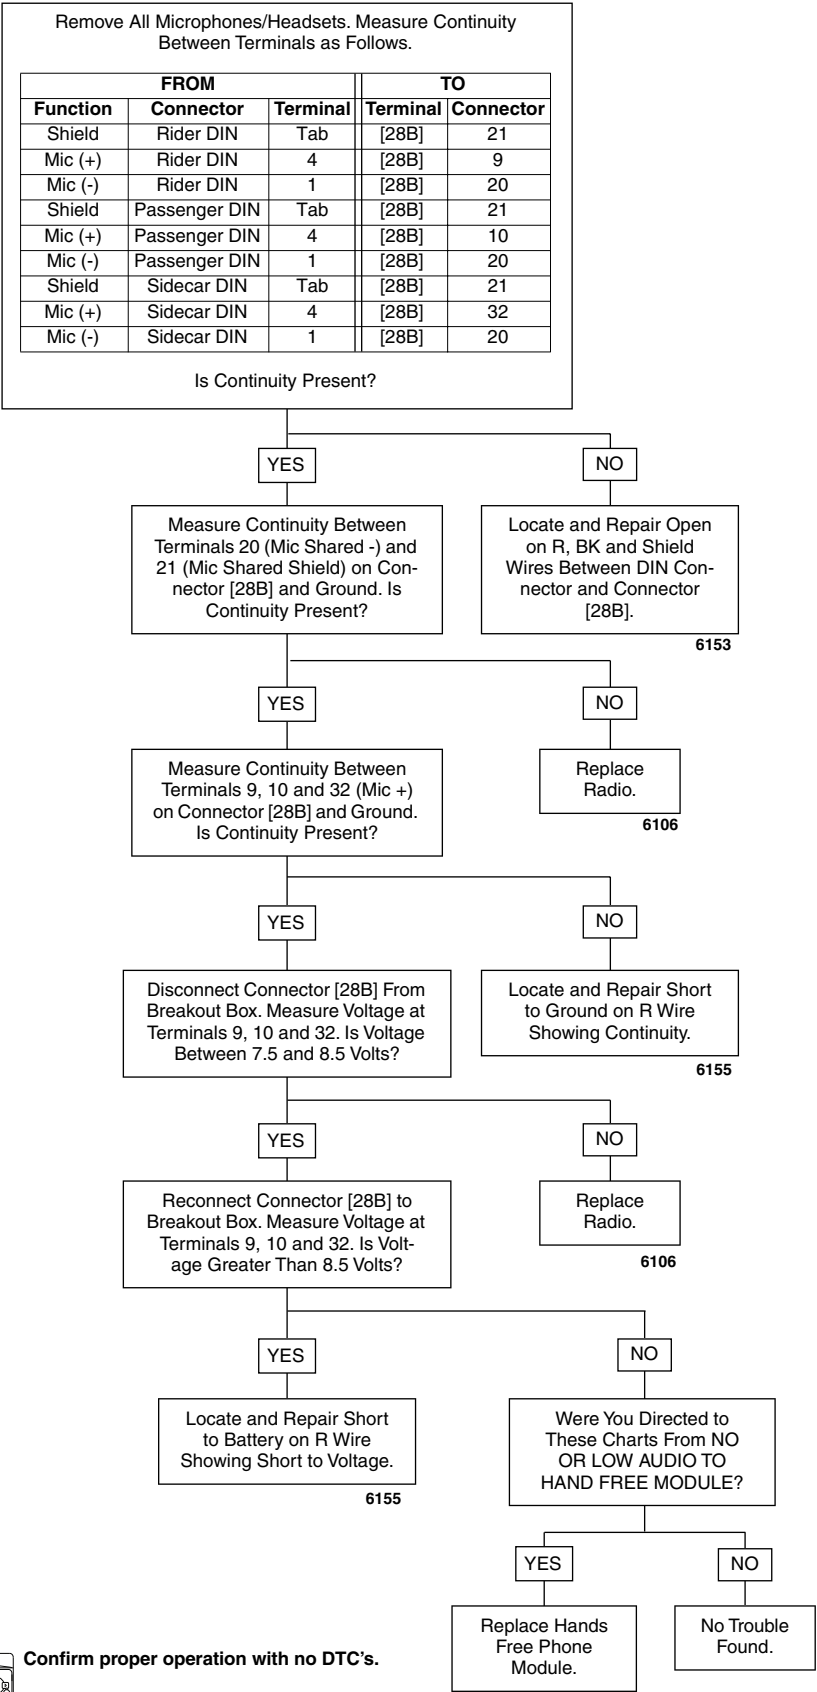 Remove All Microphones/Headsets. Measure Continuity
Between Terminals as Follows.
FROM TO
Function Connector Terminal Terminal Connector
Shield Rider DIN Tab [28B] 21
Mic (+) Rider DIN 4 [28B] 9
Mic (-) Rider DIN 1 [28B] 20
Shield Passenger DIN Tab [28B] 21
Mic (+) Passenger DIN 4 [28B] 10
Mic (-) Passenger DIN 1 [28B] 20
Shield Sidecar DIN Tab [28B] 21
Mic (+) Sidecar DIN 4 [28B] 32
Mic (-) Sidecar DIN 1 [28B] 20
Is Continuity Present?
YES
NO
Measure Continuity Between
Terminals 20 (Mic Shared -) and
21 (Mic Shared Shield) on Con-
nector [28B] and Ground. Is
Continuity Present?
Locate and Repair Open
on R, BK and Shield
Wires Between DIN Con-
nector and Connector
[28B].
6153
YES
NO
Measure Continuity Between
Terminals 9, 10 and 32 (Mic +)
on Connector [28B] and Ground.
Is Continuity Present?
Replace
Radio.
6106
YES
NO
Disconnect Connector [28B] From
Breakout Box. Measure Voltage at
Terminals 9, 10 and 32. Is Voltage
Between 7.5 and 8.5 Volts?
Locate and Repair Short
to Ground on R Wire
Showing Continuity.
6155
YES
NO
Reconnect Connector [28B] to
Breakout Box. Measure Voltage at
Terminals 9, 10 and 32. Is Volt-
age Greater Than 8.5 Volts?
Replace
Radio.
6106
YES
NO
Locate and Repair Short
to Battery on R Wire
Showing Short to Voltage.
6155
Were You Directed to
These Charts From NO
OR LOW AUDIO TO
HAND FREE MODULE?
YES
NO
Replace Hands
Free Phone
Module.
No Trouble
Found.
Confirm proper operation with no DTC's.